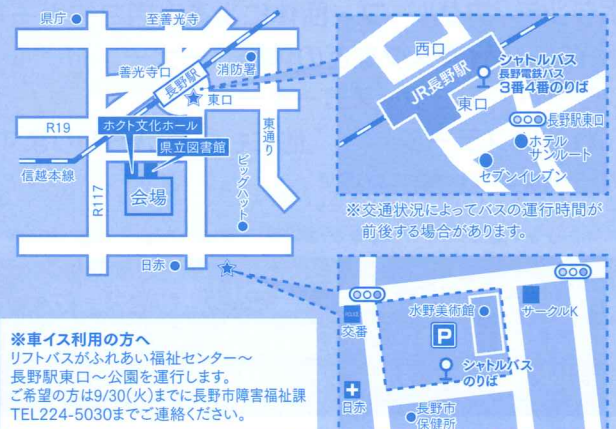 県庁
至善光寺
善光寺口
消防署
長野駅
東口
R19
ホクト文化ホール
県立図書館
東通り
信越本線
R117
会場
ビッグハット
日赤
西口
シャトルバス
長野電鉄バス
3番4番のりば
JR長野駅
東口
長野駅東口
ホテル
サンルート
セブンイレブン
※交通状況によってバスの運行時間が
前後する場合があります。
水野美術館
サークルK
交番
P
シャトルバス
のりば
日赤
長野市
保健所
※車イス利用の方へ
リフトバスがふれあい福祉センター〜
長野駅東口〜公園を運行します。
ご希望の方は9/30(火)までに長野市障害福祉課
TEL224-5030までご連絡ください。